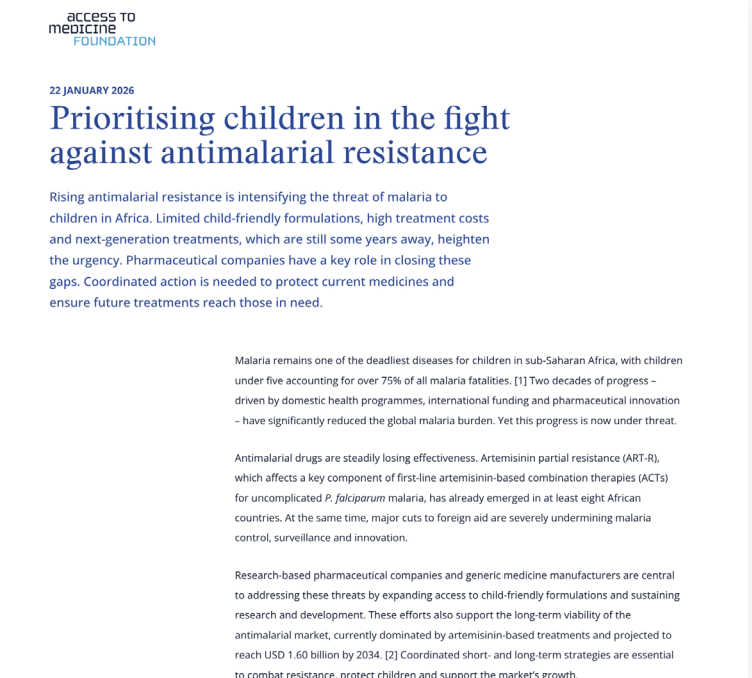 access to
medicine
FOUNDATION
22 JANUARY 2026
Prioritising children in the fight
against antimalarial resistance
Rising antimalarial resistance is intensifying the threat of malaria to
children in Africa. Limited child-friendly formulations, high treatment costs
and next-generation treatments, which are still some years away, heighten
the urgency. Pharmaceutical companies have a key role in closing these
gaps. Coordinated action is needed to protect current medicines and
ensure future treatments reach those in need.
Malaria remains one of the deadliest diseases for children in sub-Saharan Africa, with children
under five accounting for over 75% of all malaria fatalities. [1] Two decades of progress –
driven by domestic health programmes, international funding and pharmaceutical innovation
– have significantly reduced the global malaria burden. Yet this progress is now under threat.
Antimalarial drugs are steadily losing effectiveness. Artemisinin partial resistance (ART-R),
which affects a key component of first-line artemisinin-based combination therapies (ACTs)
for uncomplicated P. falciparum malaria, has already emerged in at least eight African
countries. At the same time, major cuts to foreign aid are severely undermining malaria
control, surveillance and innovation.
Research-based pharmaceutical companies and generic medicine manufacturers are central
to addressing these threats by expanding access to child-friendly formulations and sustaining
research and development. These efforts also support the long-term viability of the
antimalarial market, currently dominated by artemisinin-based treatments and projected to
reach USD 1.60 billion by 2034. [2] Coordinated short- and long-term strategies are essential
to combat resistance, protect children and support the market's growth.